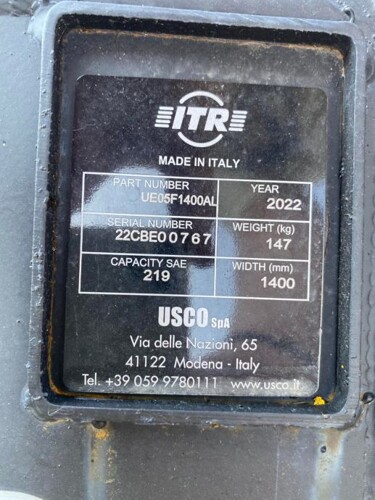 ITR
MADE IN ITALY
PART NUMBER
UE05F1400AL
YEAR
2022
SERIAL NUMBER
22CBE00767
WEIGHT (kg)
147
CAPACITY SAE
219
WIDTH (mm)
1400
USCO SpA
Via delle Nazioni, 65
41122 Modena - Italy
Tel. +39 059 9780111 www.usco.it